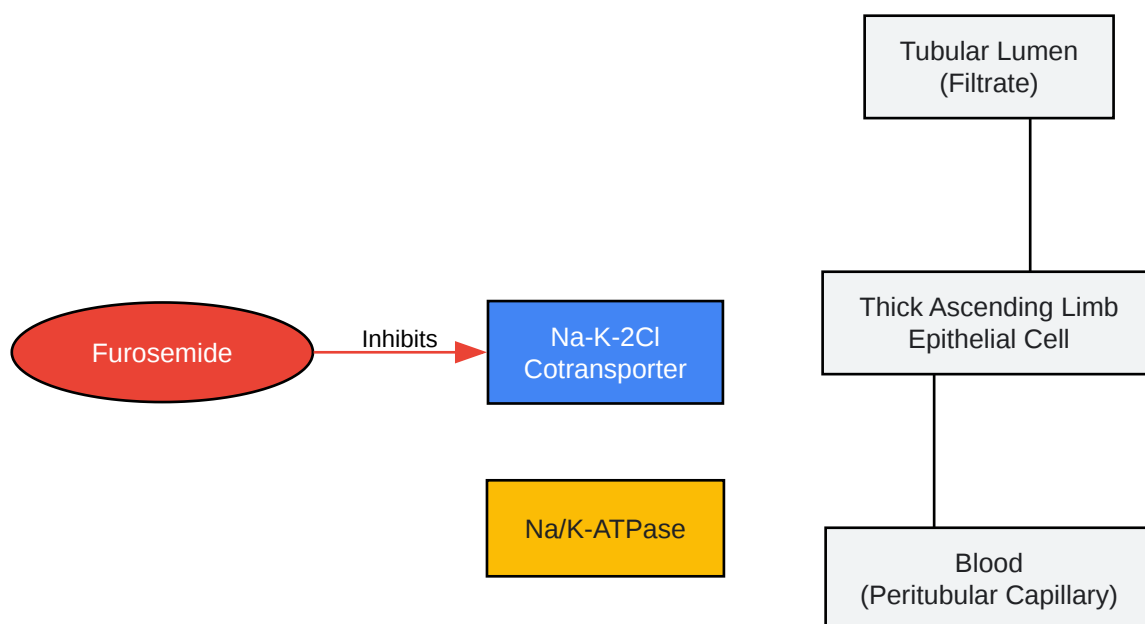 Tubular Lumen
(Filtrate)
Furosemide
Inhibits
Na-K-2Cl
Cotransporter
Thick Ascending Limb
Epithelial Cell
Na/K-ATPase
Blood
(Peritubular Capillary)